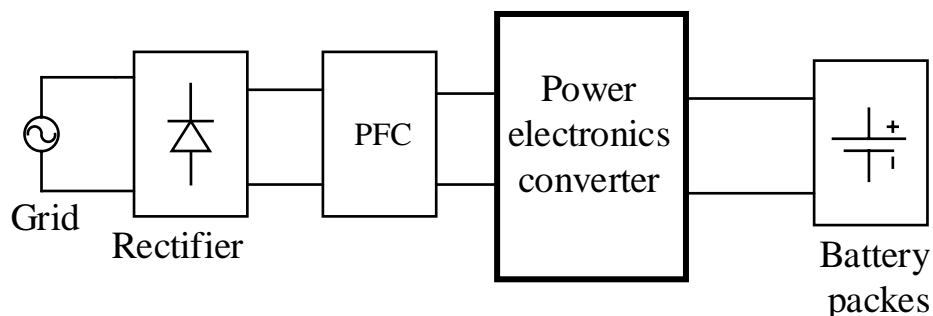 Grid
Rectifier
PFC
Power
electronics
converter
+
-
Battery
packes